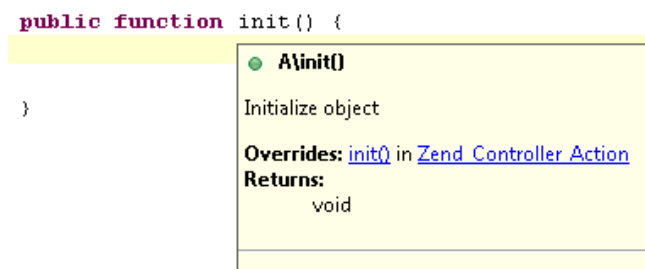 public function init() {
A\init()
}
Initialize object
Overrides: init() in Zend_Controller_Action
Returns:
void